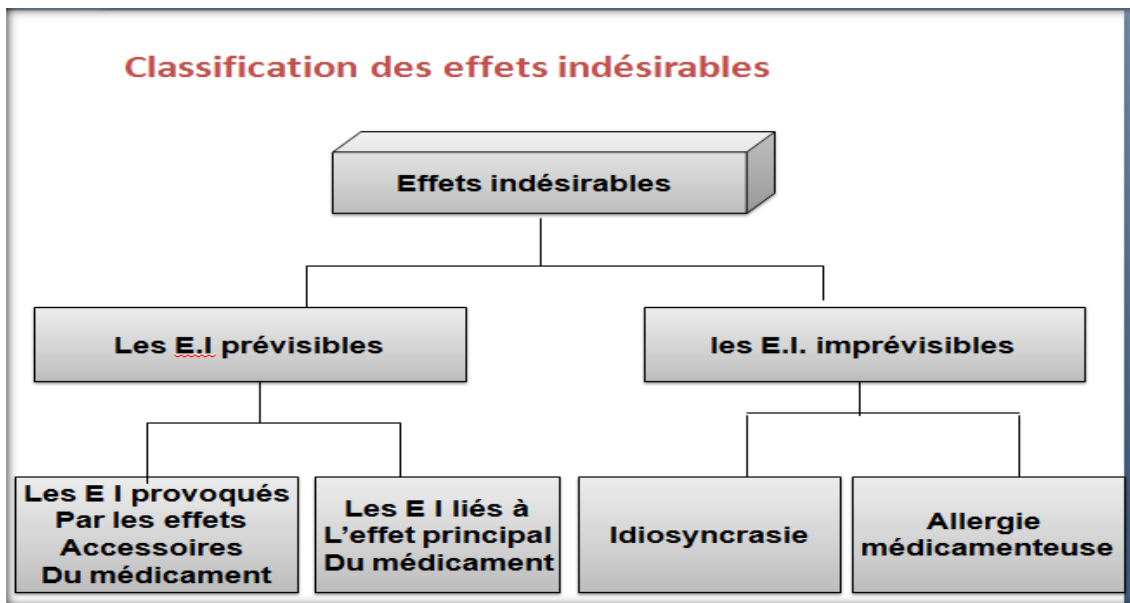 Classification des effets indésirables
Effets indésirables
Les E.I prévisibles
les E.I. imprévisibles
Les E I provoqués
Par les effets
Accessoires
Du médicament
Les E I liés à
L’effet principal
Du médicament
Idiosyncrasie
Allergie
médicamenteuse